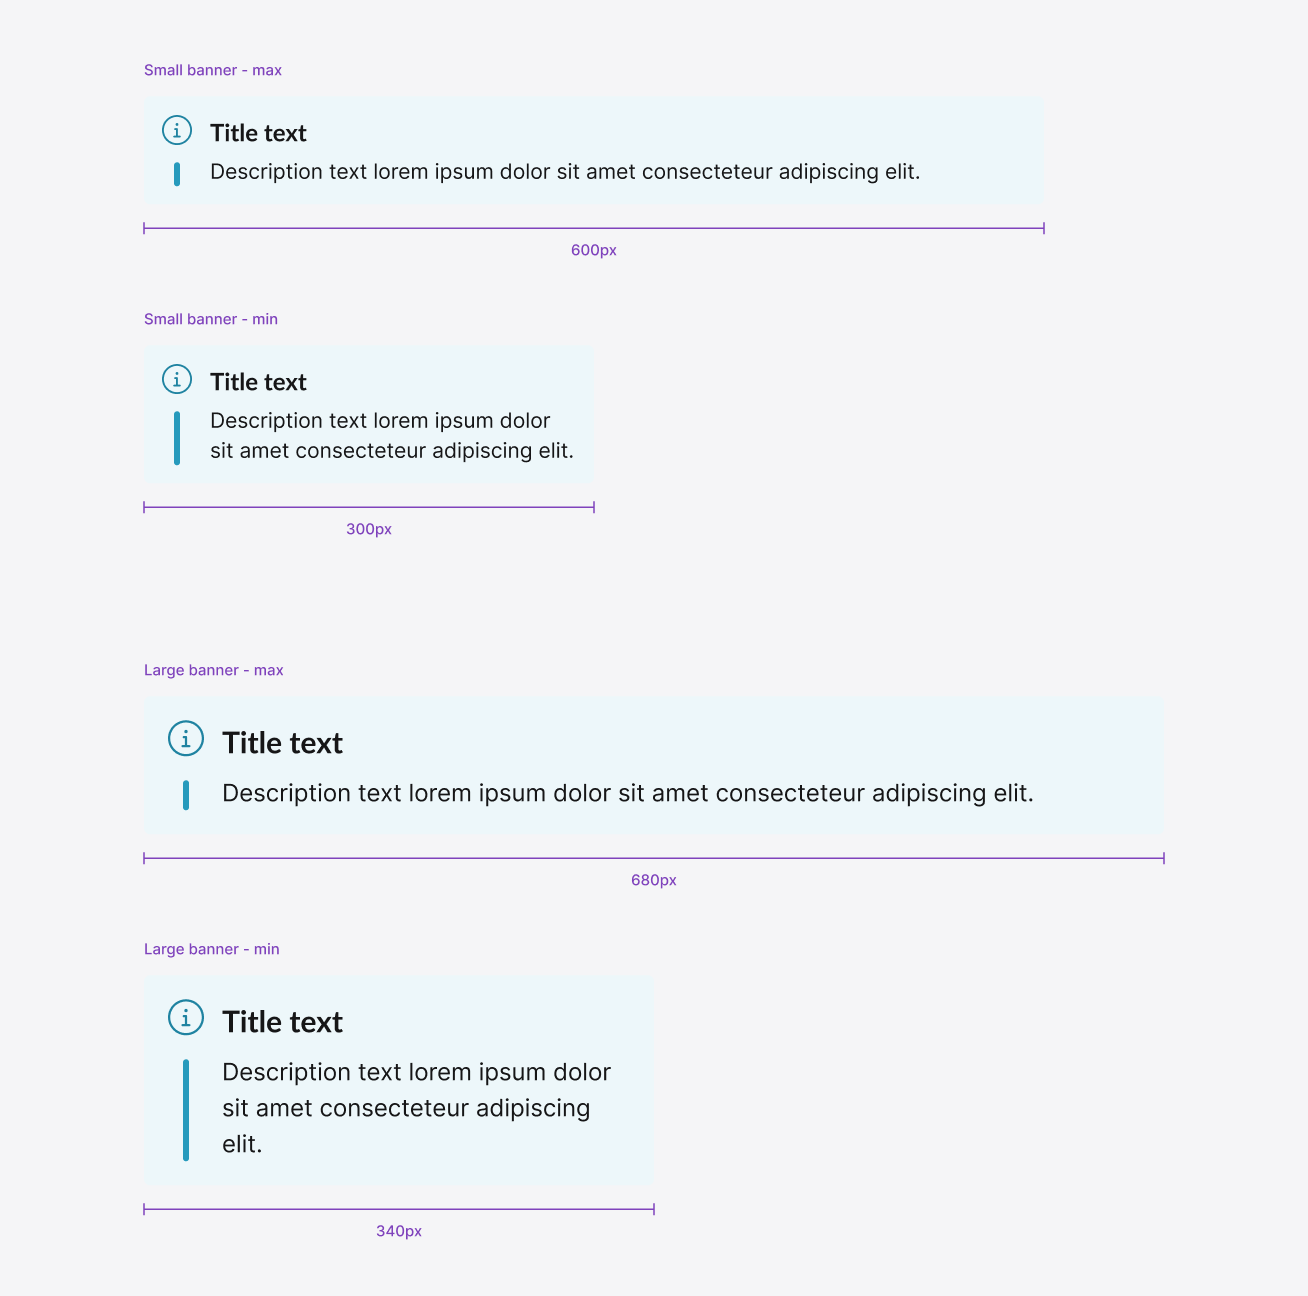 Small banner - max
Title text
Description text lorem ipsum dolor sit amet consecteteur adipiscing elit.
600px
Small banner - min
Title text
Description text lorem ipsum dolor
sit amet consecteteur adipiscing elit.
300px
Large banner - max
Title text
Description text lorem ipsum dolor sit amet consecteteur adipiscing elit.
680px
Large banner - min
Title text
Description text lorem ipsum dolor
sit amet consecteteur adipiscing
elit.
340px